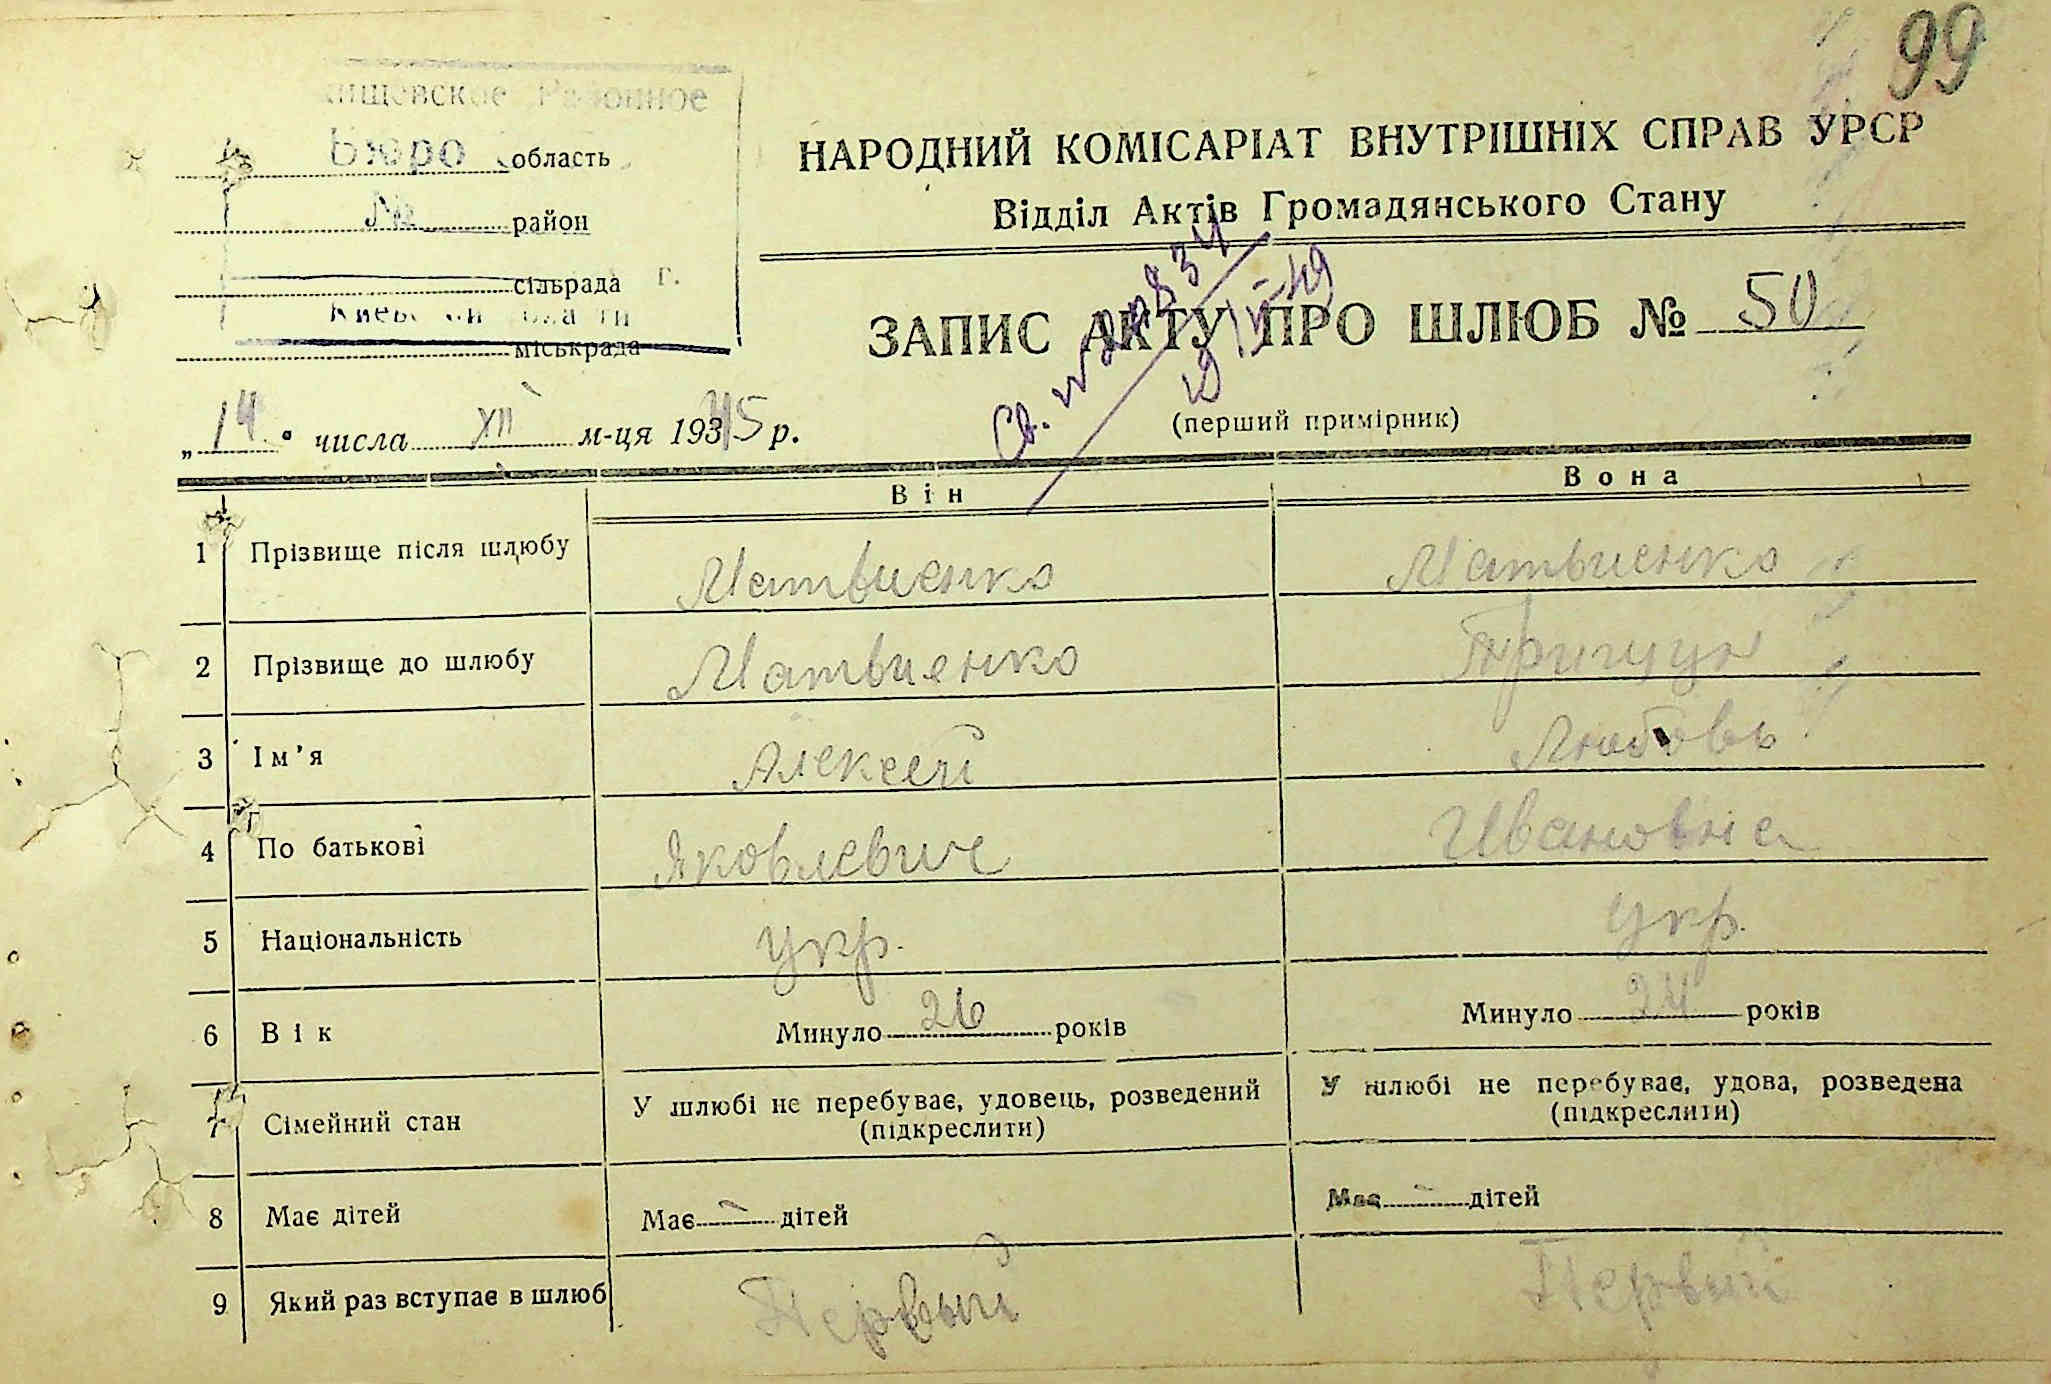 99
Районное
Бюро область
№ район
сільрада г.
міськрада
НАРОДНИЙ КОМІСАРІАТ ВНУТРІШНІХ СПРАВ УРСР
Відділ Актів Громадянського Стану
ЗАПИС АКТУ ПРО ШЛЮБ № 50
„ 14 " числа XII м-ця 1945 р.
(перший примірник)
Він Вона
1 Прізвище після шлюбу Матвиенко Матвиенко
2 Прізвище до шлюбу Матвиенко
3 Ім'я Алексей Любовь
4 По батькові Яковлевич Ивановна
5 Національність укр. укр.
6 Вік Минуло 26 років Минуло 24 років
7 Сімейний стан У шлюбі не перебуває, удовець, розведений (підкреслити) У шлюбі не перебуває, удова, розведена (підкреслити)
8 Має дітей Має - дітей Має - дітей
9 Який раз вступає в шлюб Первый Первый